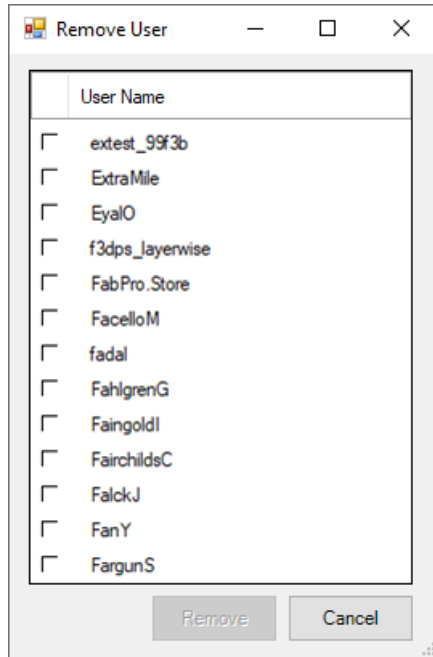 Remove User
User Name
extest_99f3b
ExtraMile
EyalO
f3dps_layerwise
FabPro.Store
FacelloM
fadal
FahlgrenG
FaingoldI
FairchildsC
FalckJ
FanY
FargunS
Remove
Cancel